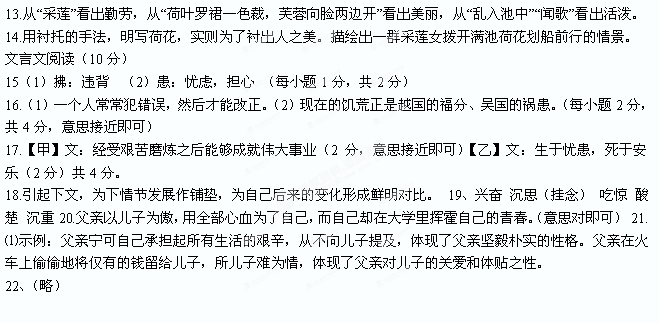 13.从“采莲”看出勤劳，从“荷叶罗裙一色裁，芙蓉向脸两边开”看出美丽，从“乱入池中”“闻歌”看出活泼。
14.用衬托的手法，明写荷花，实则为了衬出人之美。描绘出一群采莲女拨开满池荷花划船前行的情景。
文言文阅读（10分）
15（1）拂：违背 （2）患：忧虑，担心 （每小题1分，共2分）
16.（1）一个人常常犯错误，然后才能改正。（2）现在的饥荒正是越国的福分、吴国的祸患。（每小题2分，
共4分，意思接近即可）
17.【甲】文：经受艰苦磨炼之后能够成就伟大事业（2分，意思接近即可）【乙】文：生于忧患，死于安
乐（2分）共4分。
18.引起下文，为下情节发展作铺垫，为自己后来的变化形成鲜明对比。 19、兴奋 沉思（挂念） 吃惊 酸
楚 沉重 20.父亲以儿子为傲，用全部心血为了自己，而自己却在大学里挥霍自己的青春。（意思对即可） 21.
⑴示例：父亲宁可自己承担起所有生活的艰辛，从不向儿子提及，体现了父亲坚毅朴实的性格。父亲在火
车上偷偷地将仅有的钱留给儿子，所儿子难为情，体现了父亲对儿子的关爱和体贴之性。
22、（略）